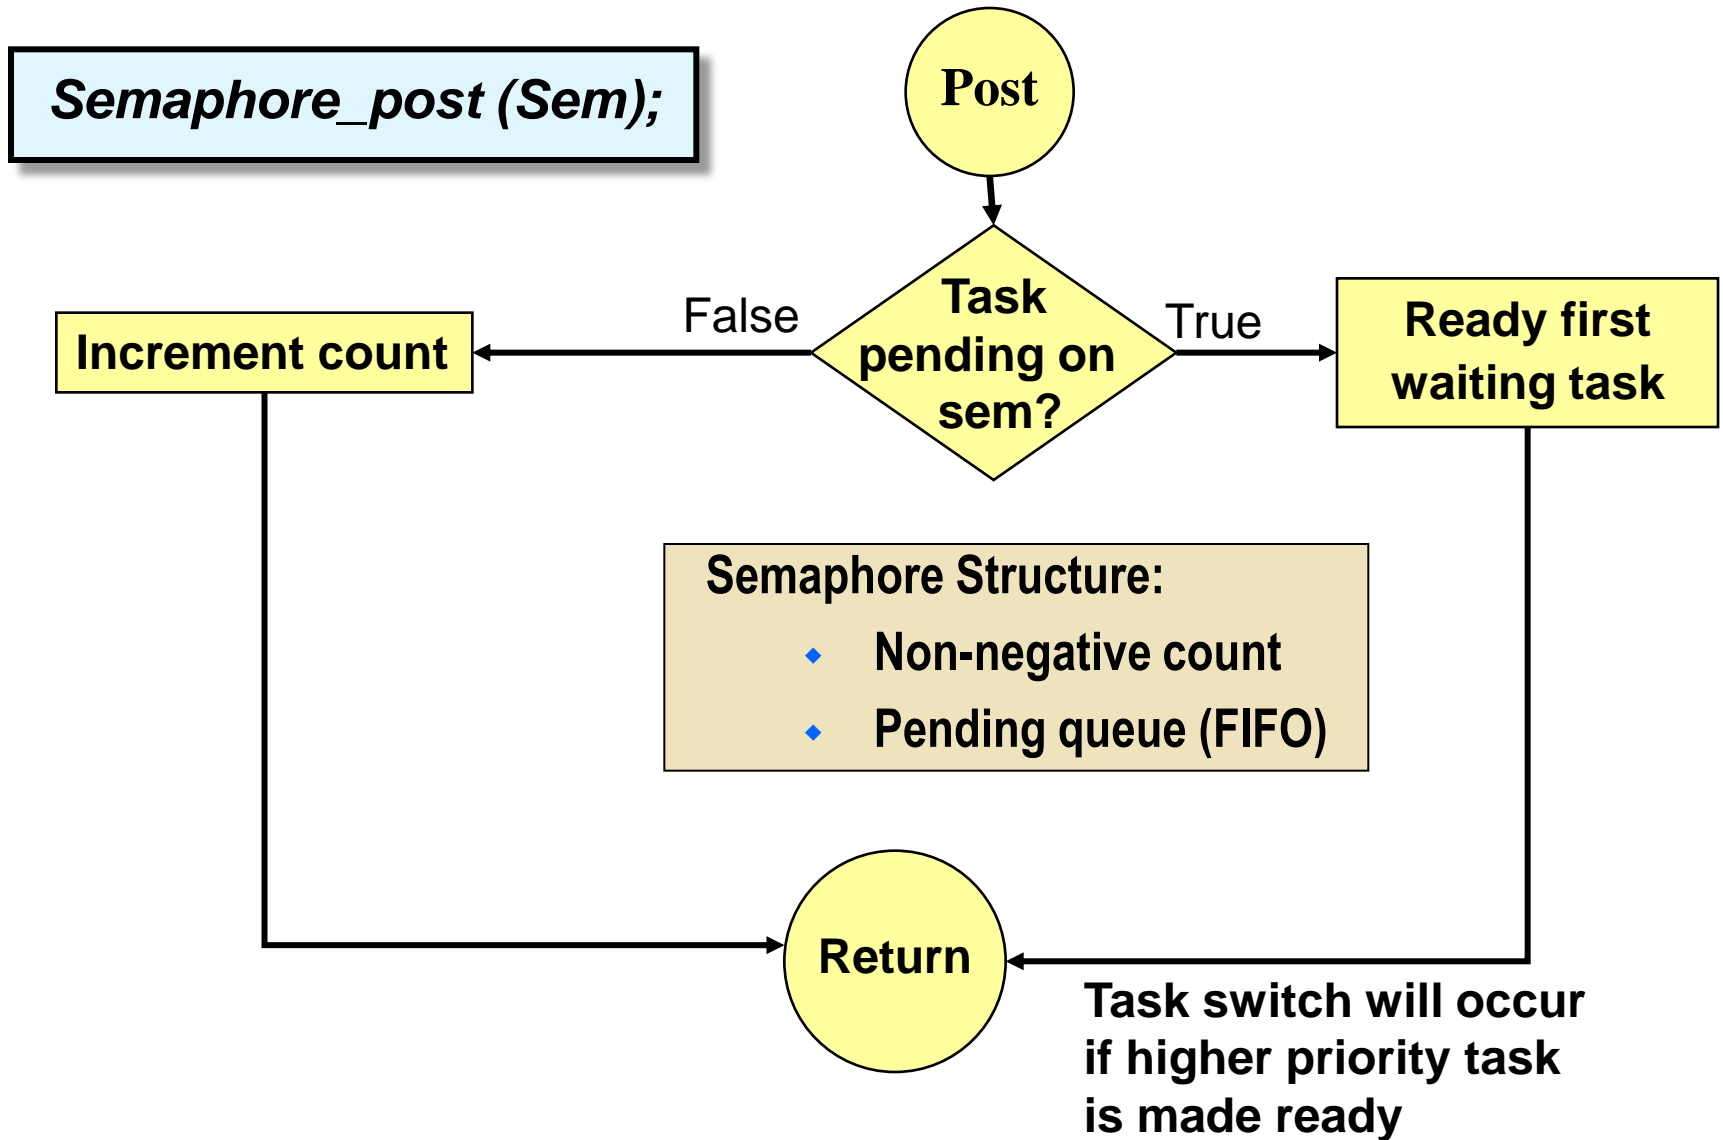 Semaphore_post (Sem);
Post
Task
pending on
sem?
False
True
Increment count
Ready first
waiting task
Semaphore Structure:
Non-negative count
Pending queue (FIFO)
Return
Task switch will occur
if higher priority task
is made ready